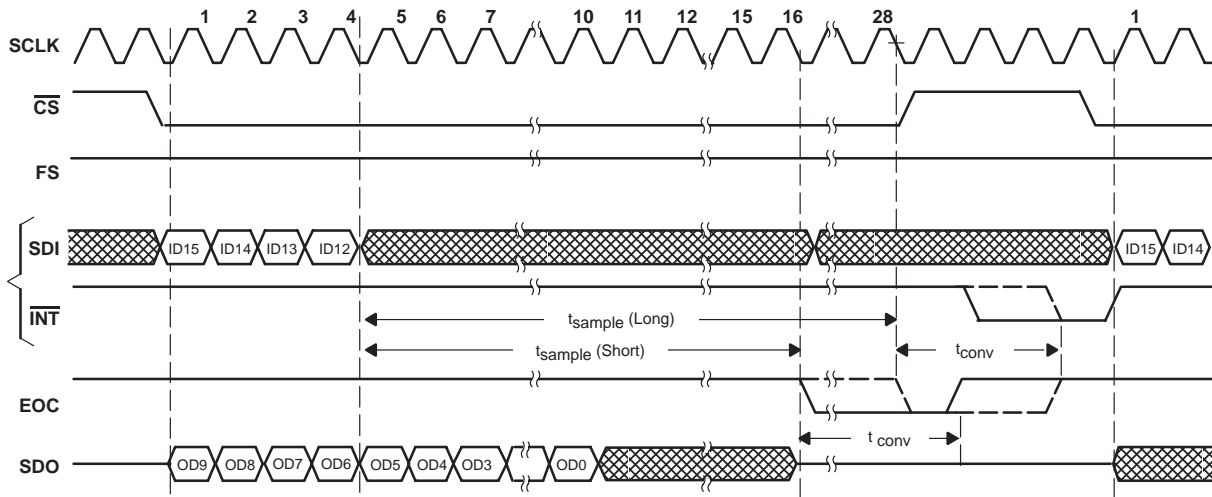 1 2 3 4 5 6 7 10 11 12 15 16 28 1
SCLK
CS
FS
SDI ID15 ID14 ID13 ID12 ID15 ID14
INT
tsample (Long)
tsample (Short) tconv
EOC
t conv
SDO OD9 OD8 OD7 OD6 OD5 OD4 OD3 OD0